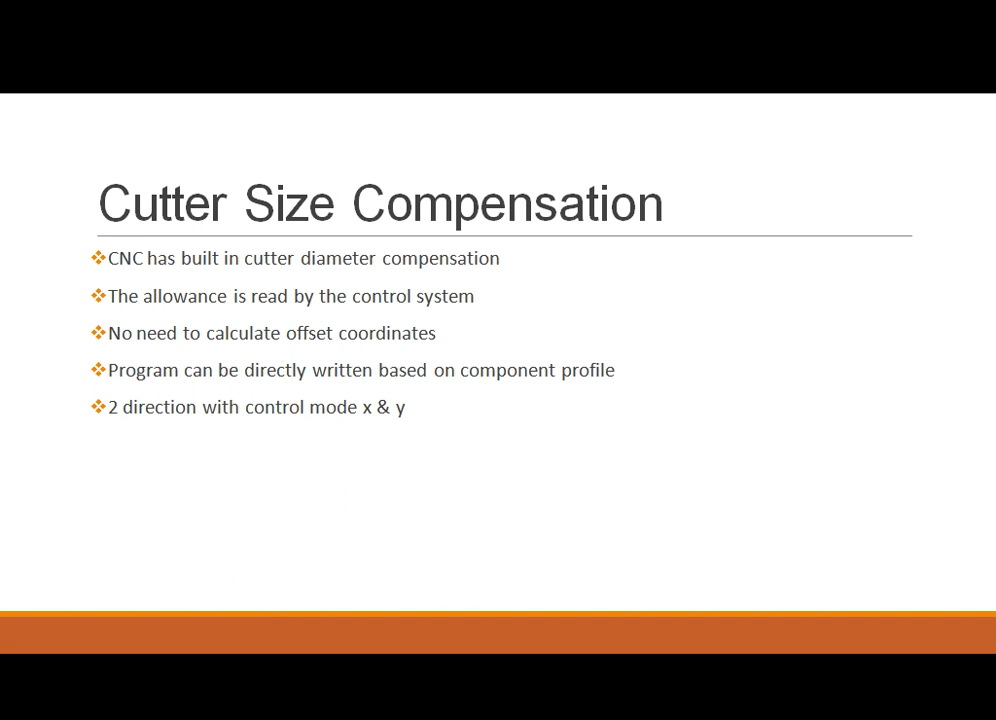 Cutter Size Compensation
CNC has built in cutter diameter compensation
The allowance is read by the control system
No need to calculate offset coordinates
Program can be directly written based on component profile
2 direction with control mode x & y